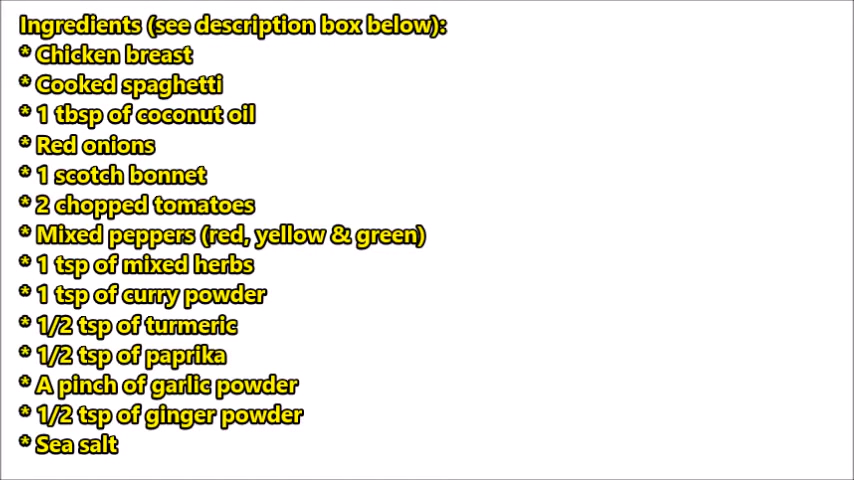 Ingredients (see description box below):
* Chicken breast
* Cooked spaghetti
* 1 tbsp of coconut oil
* Red onions
* 1 scotch bonnet
* 2 chopped tomatoes
* Mixed peppers (red, yellow & green)
* 1 tsp of mixed herbs
* 1 tsp of curry powder
* 1/2 tsp of turmeric
* 1/2 tsp of paprika
* A pinch of garlic powder
* 1/2 tsp of ginger powder
* Sea salt